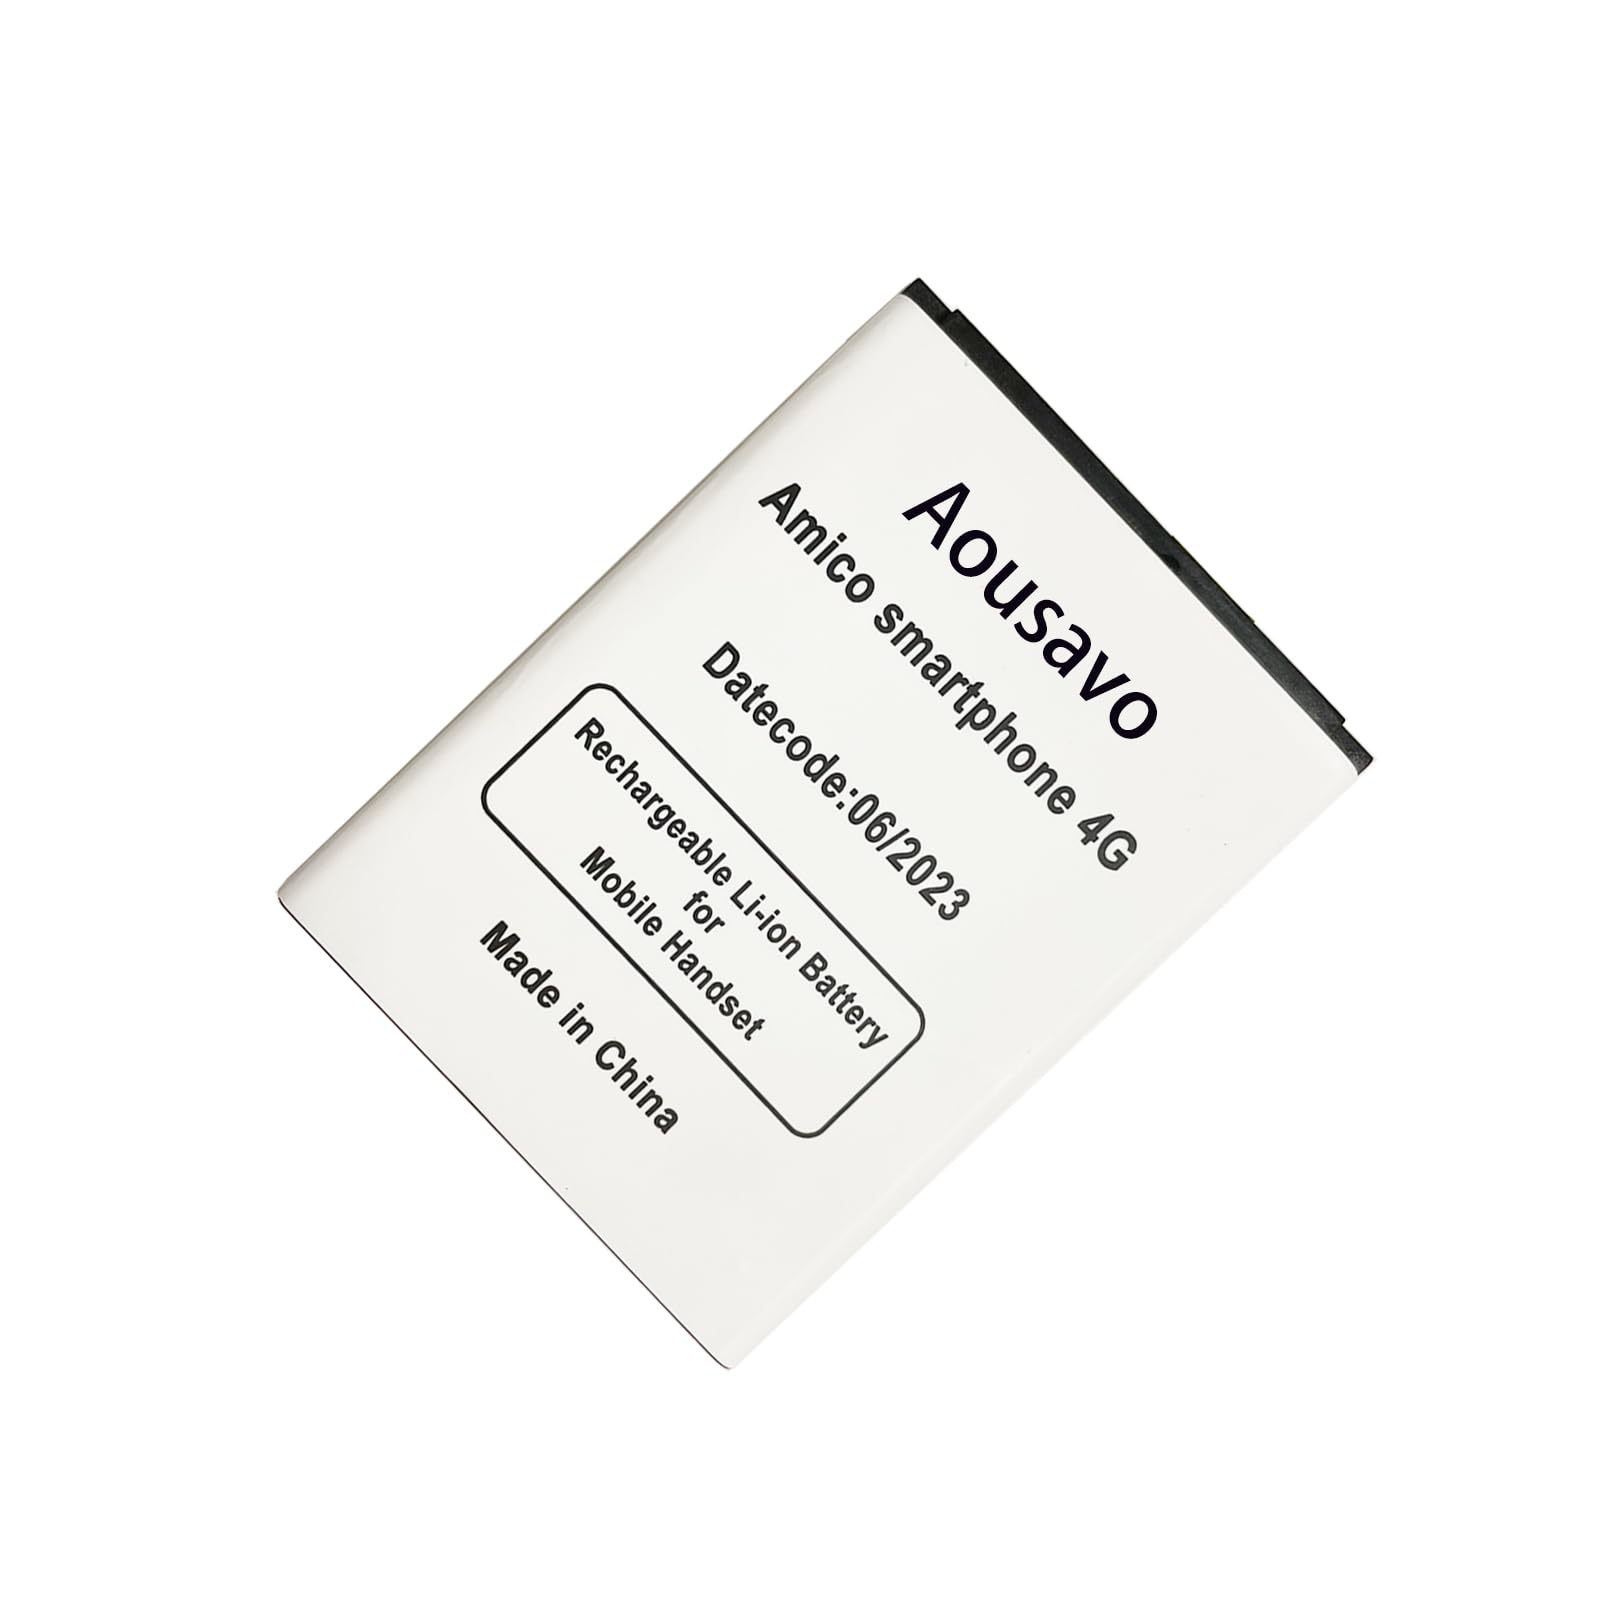 Aousavo
Amico smartphone 4G
Datecode:06/2023
Rechargeable Li-ion Battery
for
Mobile Handset
Made in China